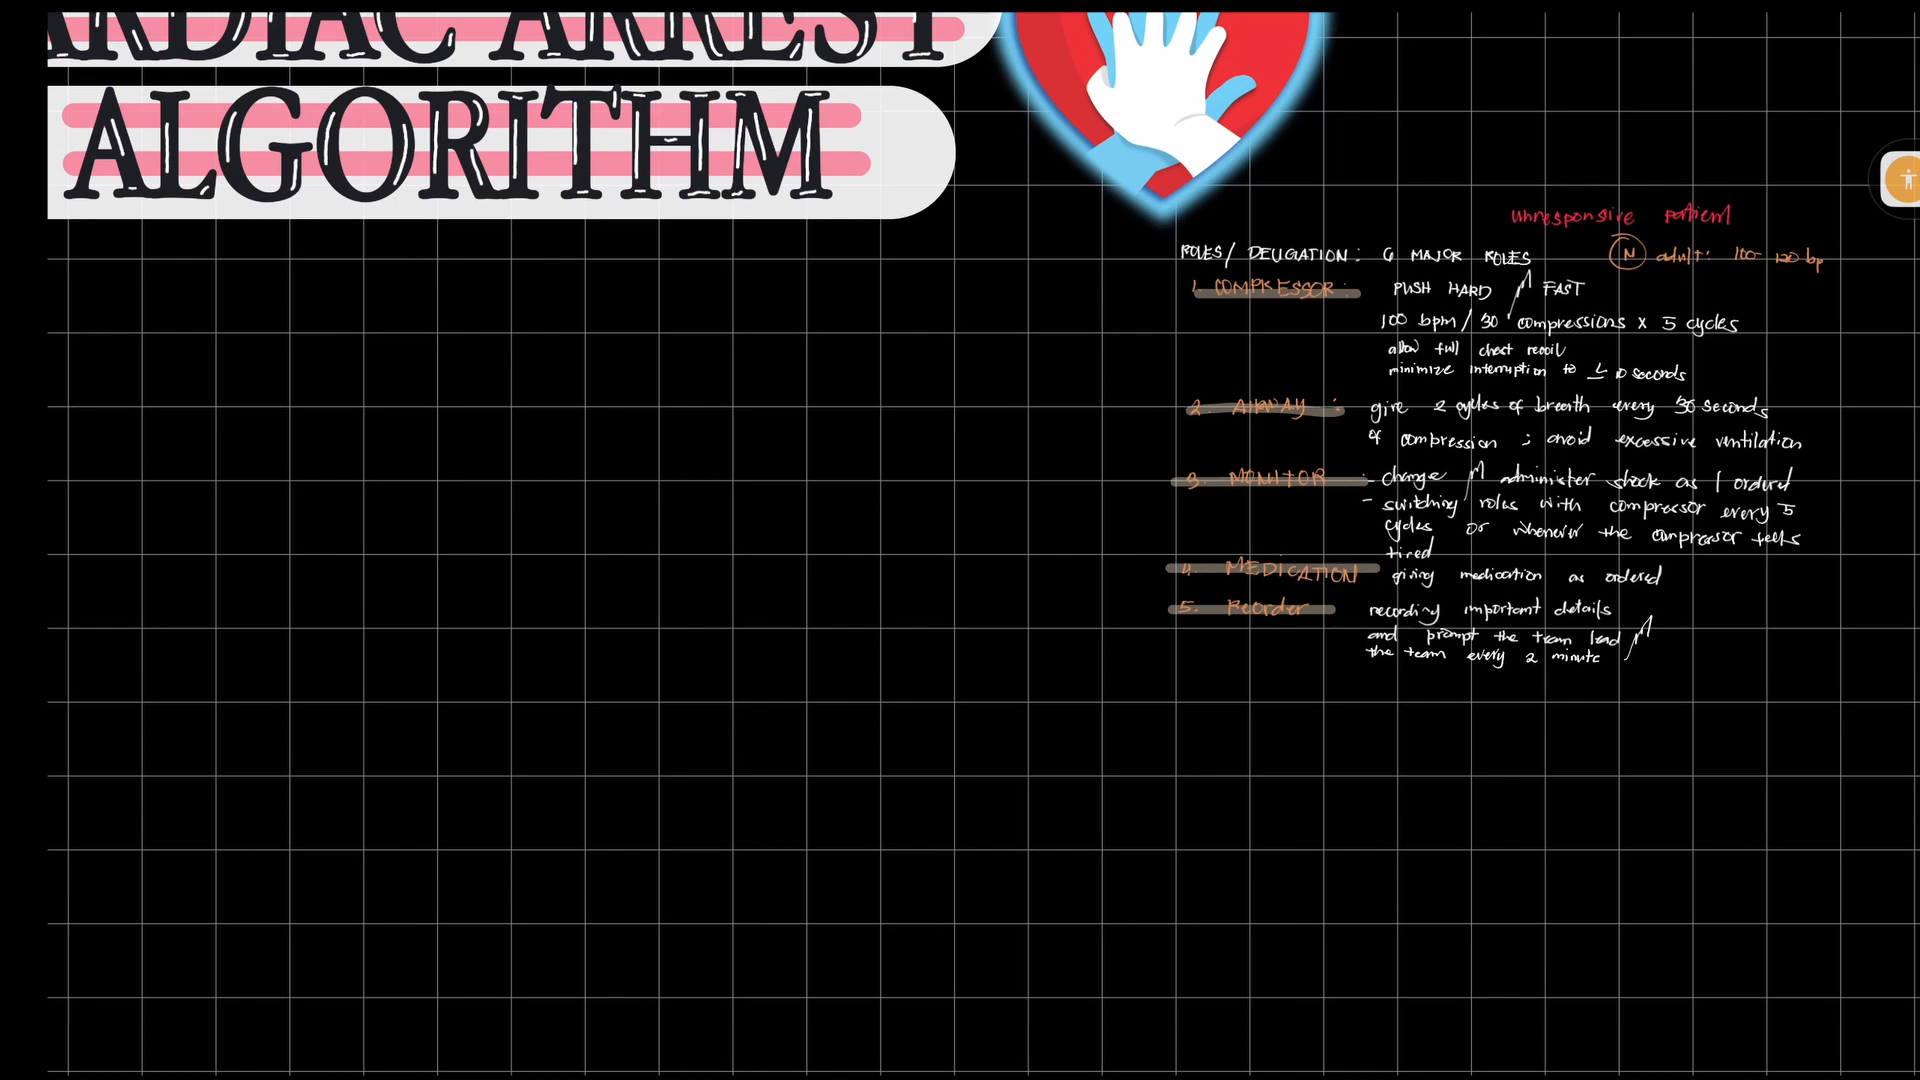 ARDIAC ARREST
ALGORITHM
unresponsive patient
ROLES/ DELIGATION: 6 MAJOR ROLES
N adult: 100-120 bp
1. COMPRESSOR: PUSH HARD FAST
100 bpm/ 30 compressions x 5 cycles
allow full chest recoil
minimize interruption to ≤ 10 seconds
2. AIRWAY: give 2 cycles of breath every 30 seconds
of compression ; avoid excessive ventilation
3. MONITOR - change administer shock as ordered
- switching roles with compressor every 5
cycles or whenever the compressor feels
tired
4. MEDICATION giving medication as ordered
5. Recorder recording important details
and prompt the team lead
the team every 2 minute